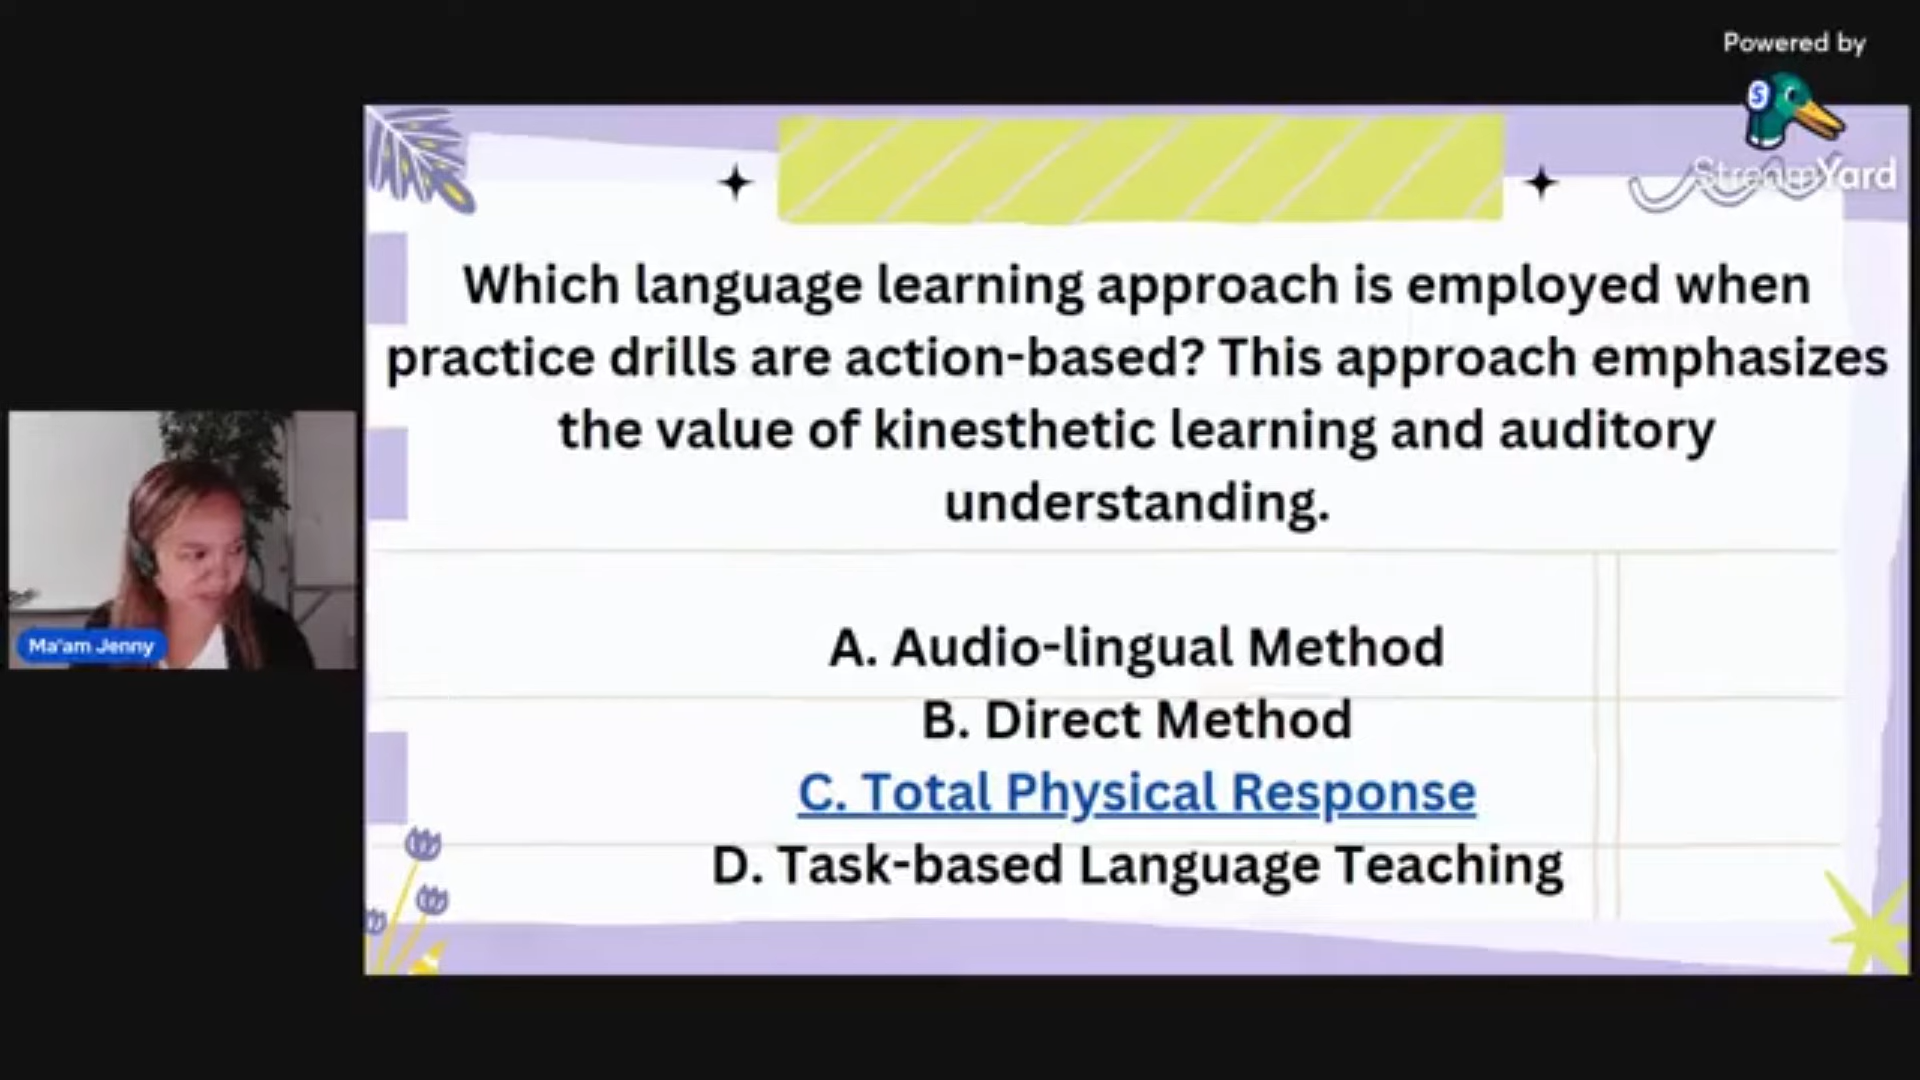 Powered by
StreamYard
Which language learning approach is employed when
practice drills are action-based? This approach emphasizes
the value of kinesthetic learning and auditory
understanding.
A. Audio-lingual Method
B. Direct Method
C. Total Physical Response
D. Task-based Language Teaching
Ma'am Jenny